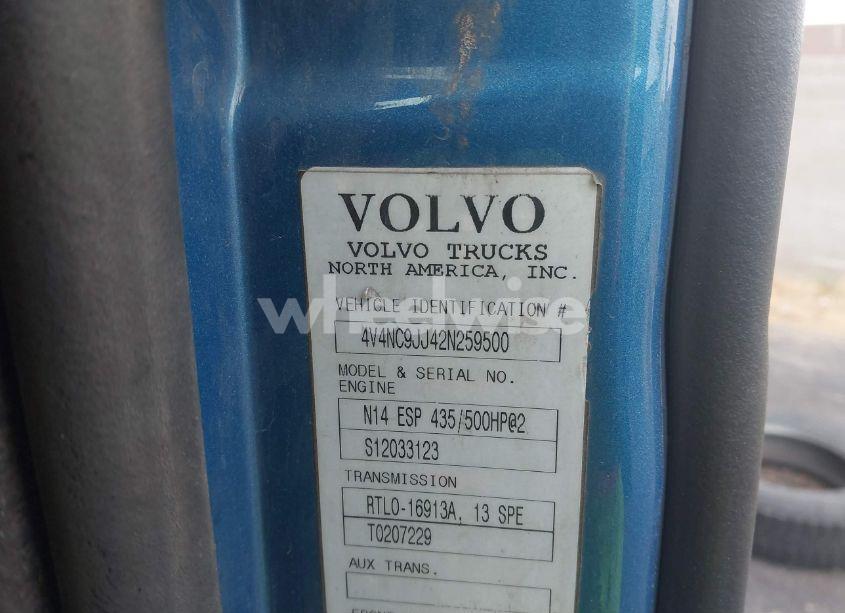 VOLVO
VOLVO TRUCKS
NORTH AMERICA, INC.
VEHICLE IDENTIFICATION #
wheelwise
4V4NC9JJ42N259500
MODEL & SERIAL NO.
ENGINE
N14 ESP 435/500HP@2
S12033123
TRANSMISSION
RTLO-16913A, 13 SPE
T0207229
AUX TRANS.